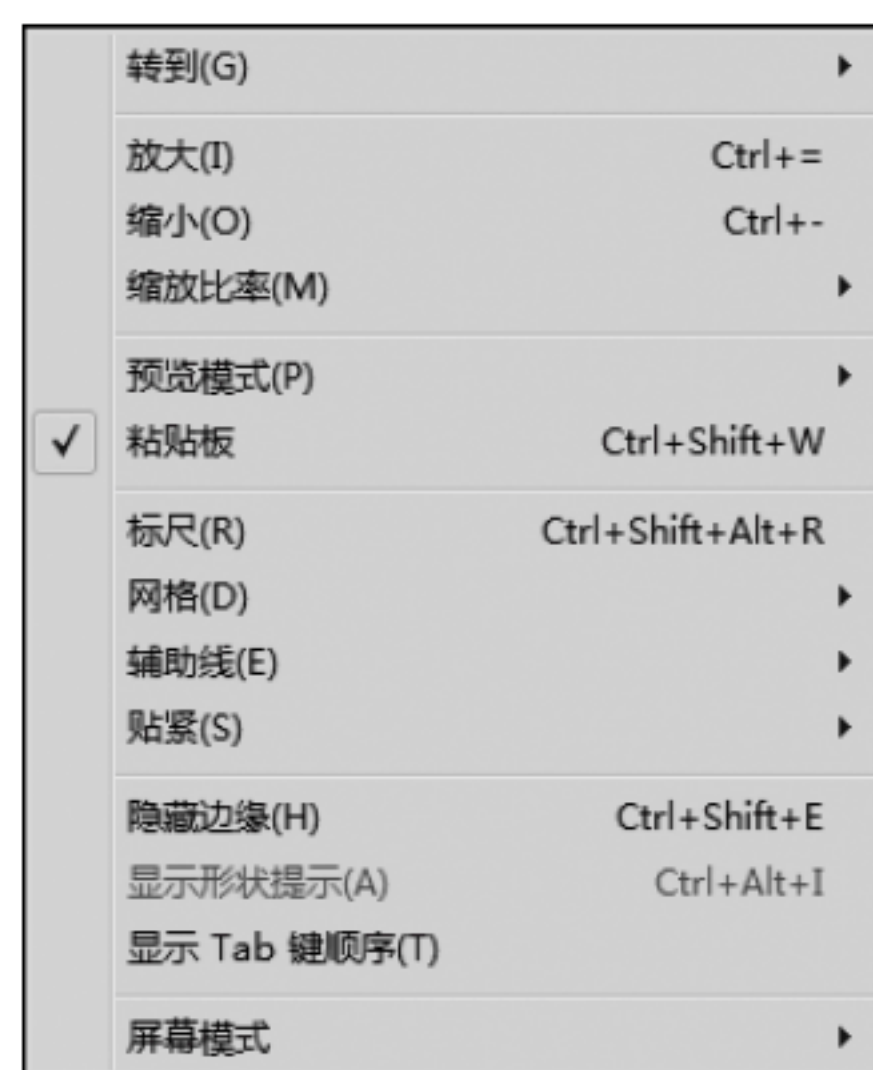 转到(G)
放大(I) Ctrl+=
缩小(O) Ctrl+-
缩放比率(M)
预览模式(P)
粘贴板 Ctrl+Shift+W
标尺(R) Ctrl+Shift+Alt+R
网格(D)
辅助线(E)
贴紧(S)
隐藏边缘(H) Ctrl+Shift+E
显示形状提示(A) Ctrl+Alt+I
显示 Tab 键顺序(T)
屏幕模式